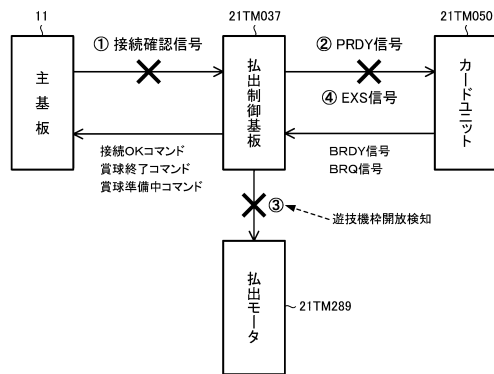 11
21TM037
21TM050
① 接続確認信号
② PRDY信号
主基板
払出制御基板
カードユニット
④ EXS信号
接続OKコマンド
賞球終了コマンド
賞球準備中コマンド
BRDY信号
BRQ信号
③
遊技機枠開放検知
払出モータ
21TM289